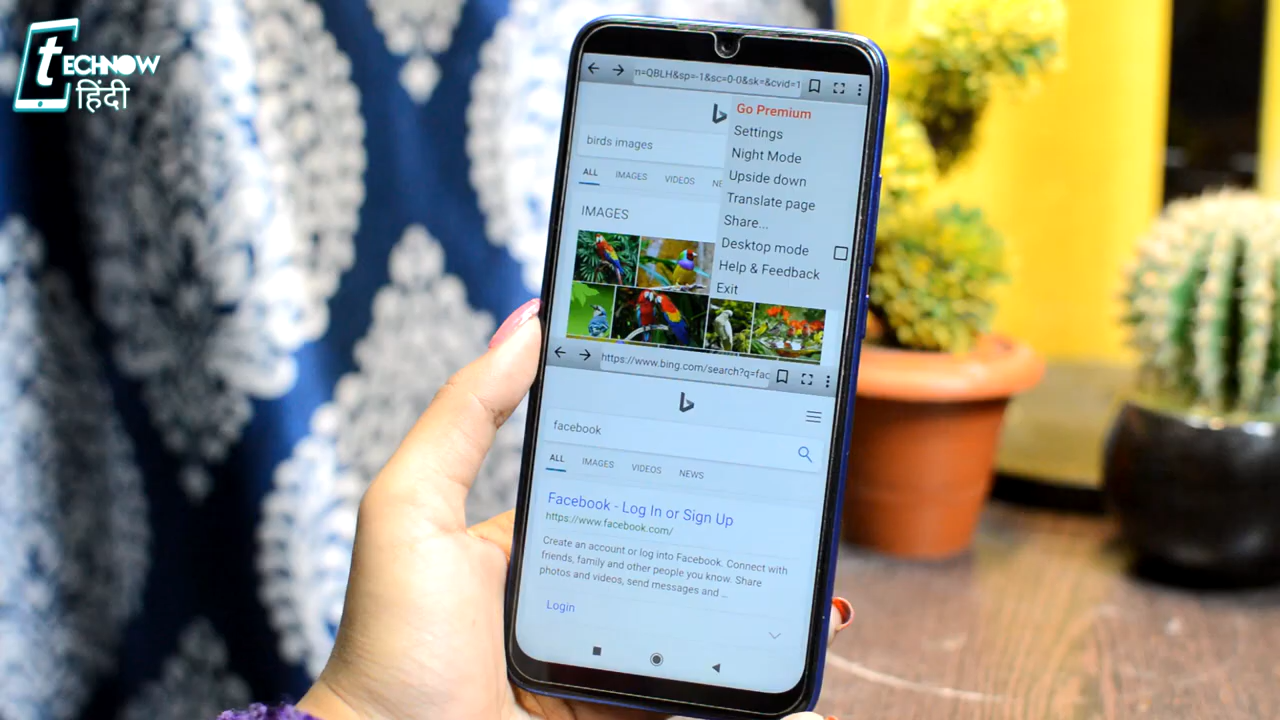 tECHNOW
हिंदी
n=QBLH&sp=-1&sc=0-0&sk=&cvid=1
Go Premium
birds images
Settings
Night Mode
Upside down
Translate page
Share...
Desktop mode
Help & Feedback
Exit
ALL IMAGES VIDEOS NE
IMAGES
https://www.bing.com/search?q=fac
facebook
ALL IMAGES VIDEOS NEWS
Facebook - Log In or Sign Up
https://www.facebook.com/
Create an account or log into Facebook. Connect with
friends, family and other people you know. Share
photos and videos, send messages and ...
Login